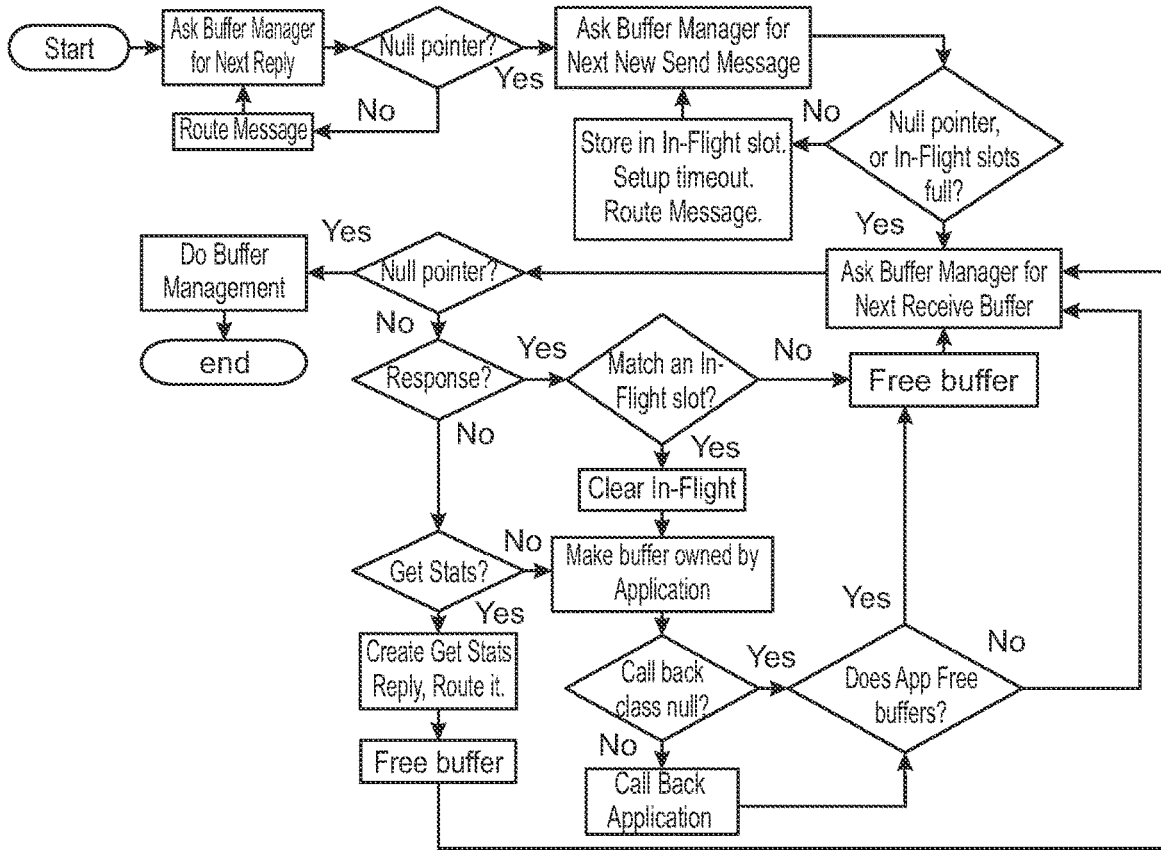 Start
Ask Buffer Manager
for Next Reply
Null pointer?
Yes
No
Route Message
Ask Buffer Manager for
Next New Send Message
No
Null pointer,
or In-Flight slots
full?
Yes
Store in In-Flight slot.
Setup timeout.
Route Message.
Do Buffer
Management
end
Yes
Null pointer?
No
Ask Buffer Manager for
Next Receive Buffer
Response?
Yes
No
Match an In-
Flight slot?
No
Yes
Free buffer
Clear In-Flight
Get Stats?
No
Yes
Make buffer owned by
Application
Create Get Stats
Reply, Route it.
Free buffer
Call back
class null?
Yes
No
Call Back
Application
Does App Free
buffers?
Yes
No